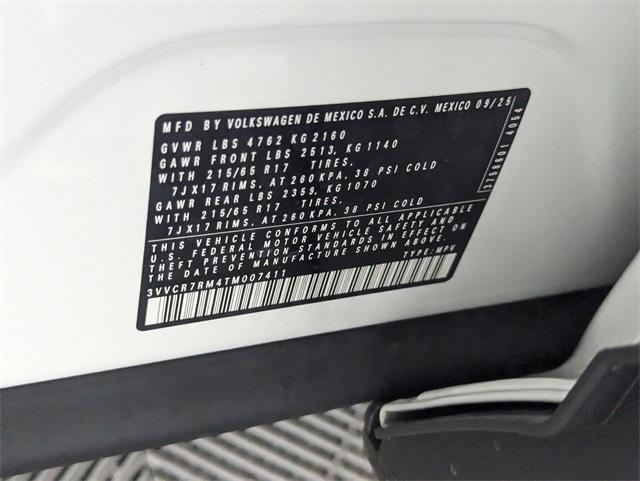 MFD BY VOLKSWAGEN DE MEXICO S.A. DE C.V. MEXICO 09/25
GVWR LBS 4762 KG 2160
GAWR FRONT LBS 2513, KG 1140
WITH 215/65 R17 TIRES,
7JX17 RIMS, AT 260 KPA, 38 PSI COLD
GAWR REAR LBS 2359, KG 1070
WITH 215/65 R17 TIRES,
7JX17 RIMS, AT 260 KPA, 38 PSI COLD
THIS VEHICLE CONFORMS TO ALL APPLICABLE
U.S. FEDERAL MOTOR VEHICLE SAFETY AND
THEFT PREVENTION STANDARDS IN EFFECT ON
THE DATE OF MANUFACTURE SHOWN ABOVE.
TYPE: MPV
3VVCR7RM4TM007411
3758601 4054